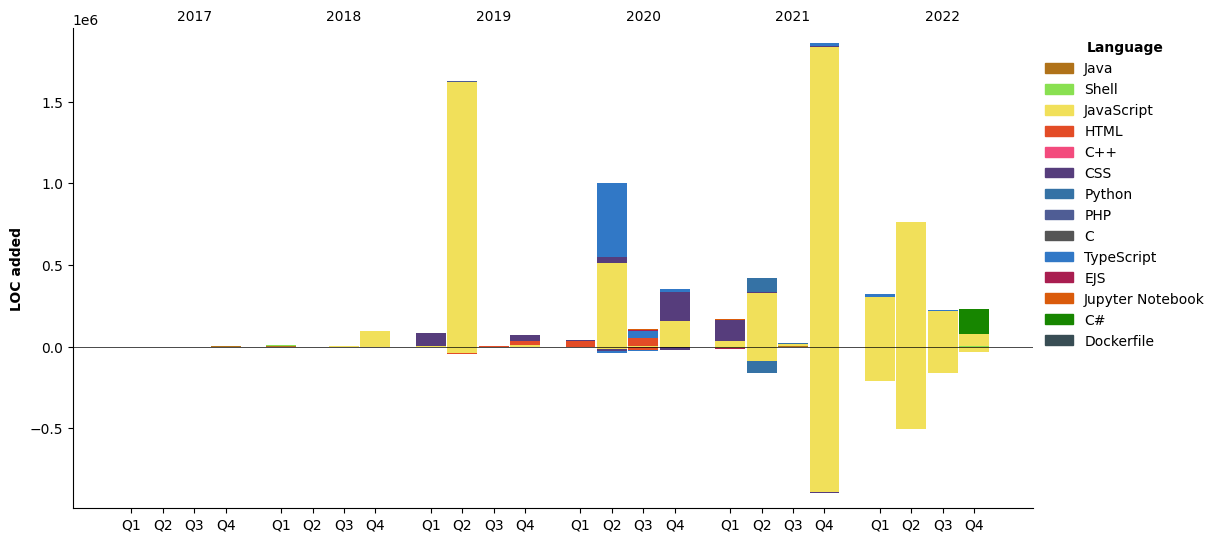 1e6
2017 2018 2019 2020 2021 2022
LOC added
1.5
1.0
0.5
0.0
−0.5
Q1 Q2 Q3 Q4 Q1 Q2 Q3 Q4 Q1 Q2 Q3 Q4 Q1 Q2 Q3 Q4 Q1 Q2 Q3 Q4 Q1 Q2 Q3 Q4
Language
Java
Shell
JavaScript
HTML
C++
CSS
Python
PHP
C
TypeScript
EJS
Jupyter Notebook
C#
Dockerfile